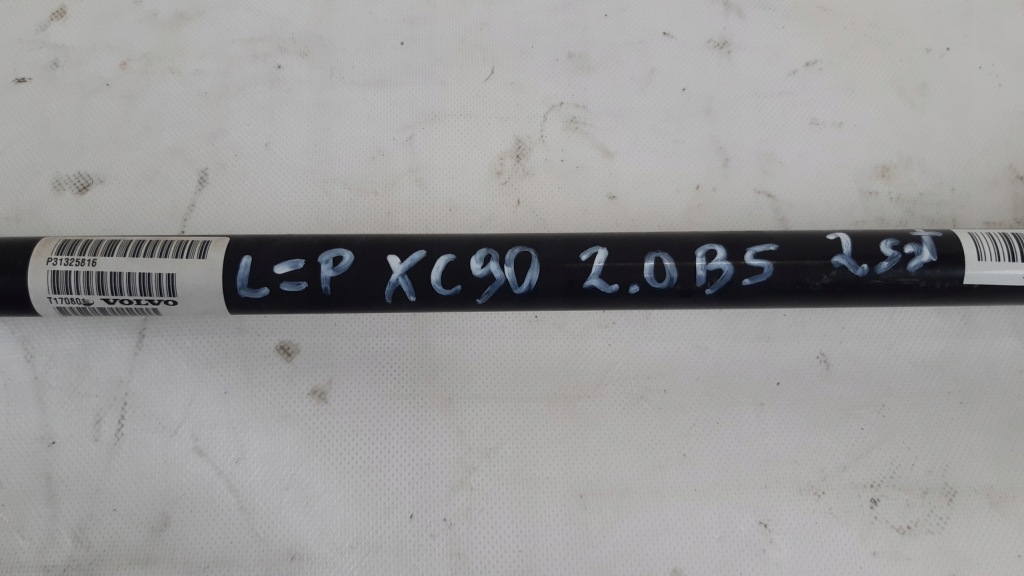 P31325816
T17080
VOLVO
L=P XC90 2.0B5 2szt